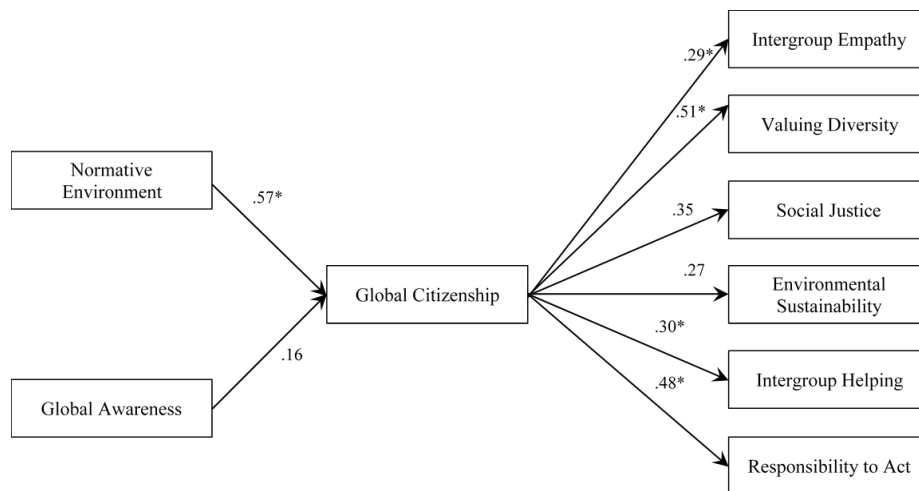 Intergroup Empathy
.29*
.51*
Valuing Diversity
Normative
Environment
.57*
.35
Social Justice
Global Citizenship
.27
Environmental
Sustainability
.16
.30*
Global Awareness
.48*
Intergroup Helping
Responsibility to Act